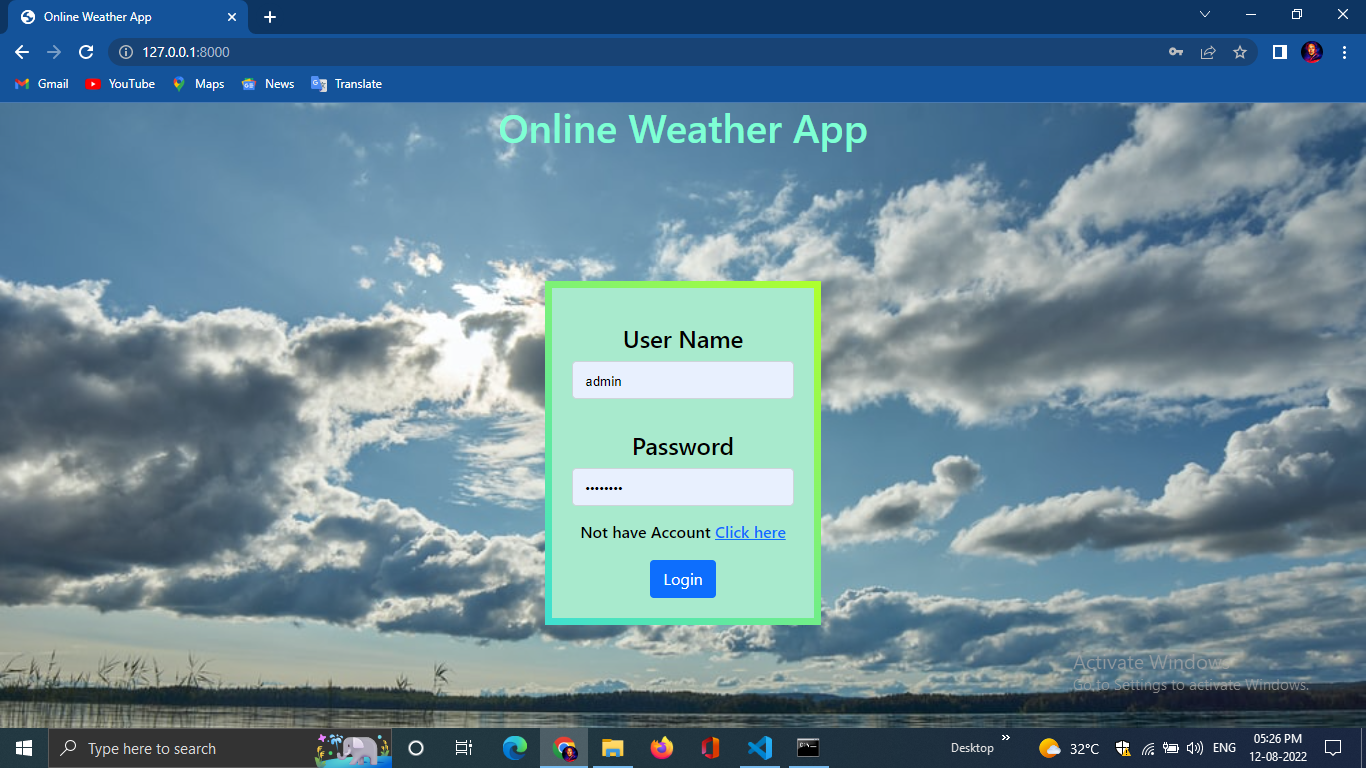 Online Weather App
127.0.0.1:8000
Gmail YouTube Maps News Translate
Online Weather App
User Name
admin
Password
••••••••
Not have Account Click here
Login
Activate Windows
Go to Settings to activate Windows.
Type here to search
Desktop
32°C
ENG
05:26 PM
12-08-2022